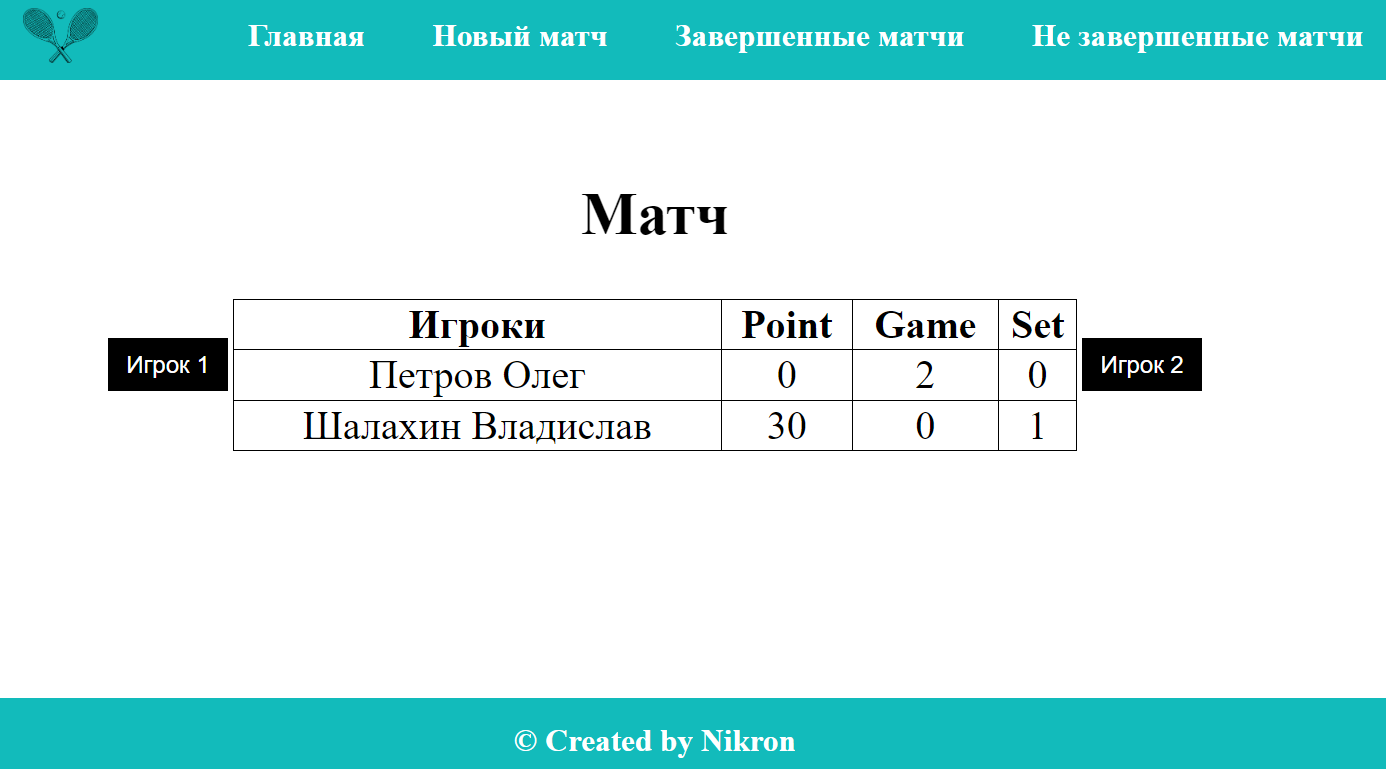 Главная Новый матч Завершенные матчи Не завершенные матчи
Матч
Игроки Point Game Set
Игрок 1 Петров Олег 0 2 0 Игрок 2
Шалахин Владислав 30 0 1
© Created by Nikron